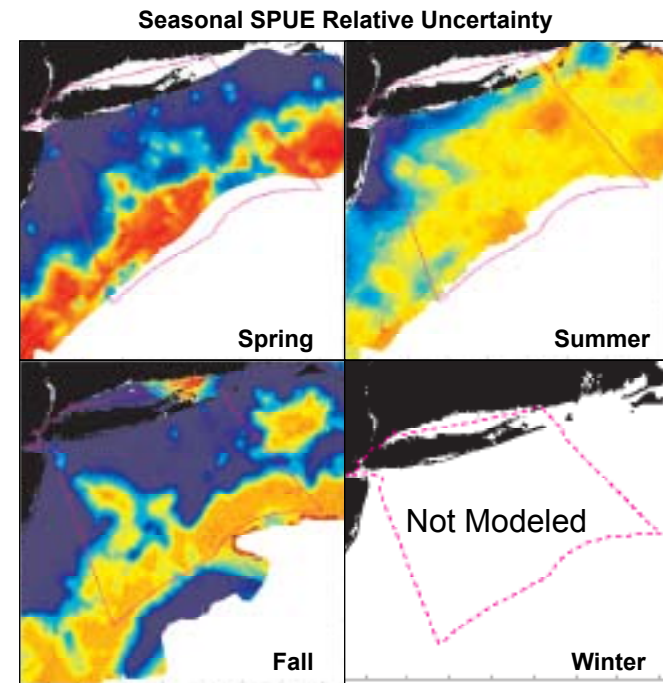 Seasonal SPUE Relative Uncertainty
Spring
Summer
Not Modeled
Fall
Winter